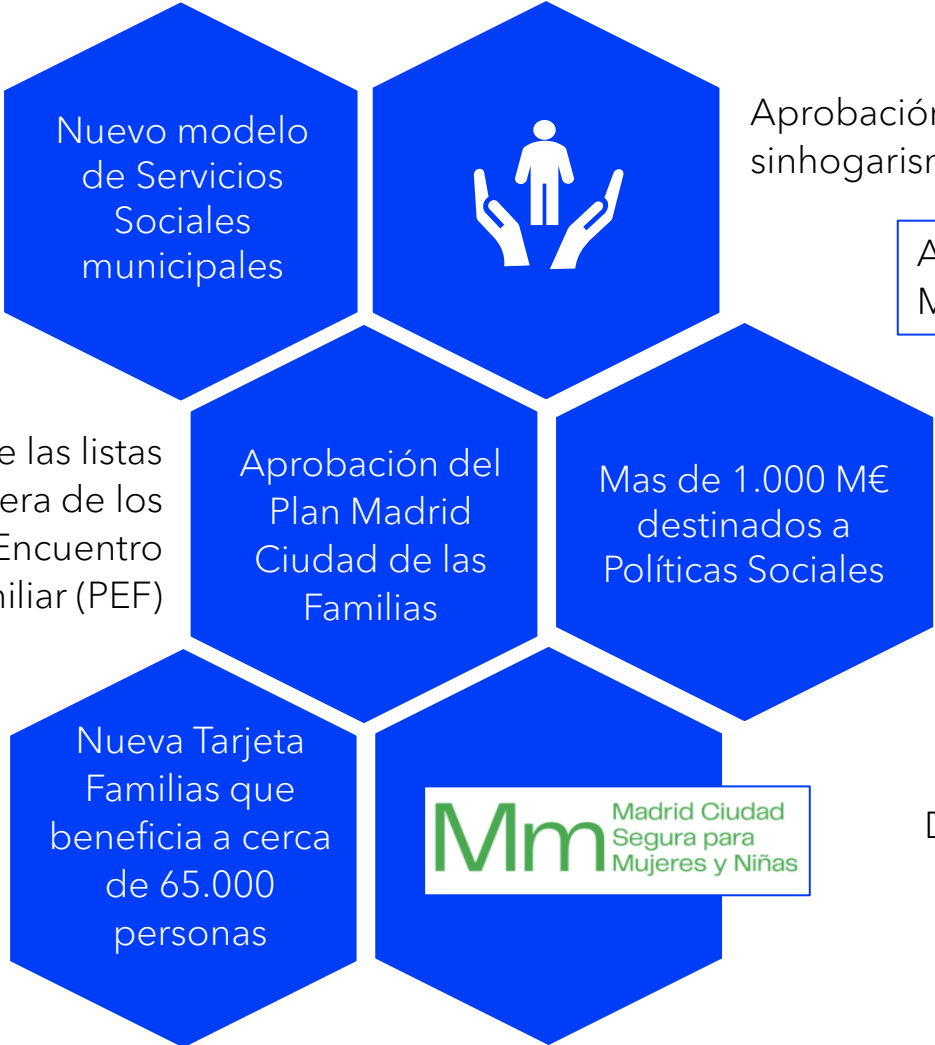 Nuevo modelo
de Servicios
Sociales
municipales
Aprobación
e las listas
era de los
Encuentro
miliar (PEF)
Aprobación del
Plan Madrid
Ciudad de las
Familias
Mas de 1.000 M€
destinados a
Políticas Sociales
Nueva Tarjeta
Familias que
beneficia a cerca
de 65.000
personas
Mm
Madrid Ciudad
Segura para
Mujeres y Niñas